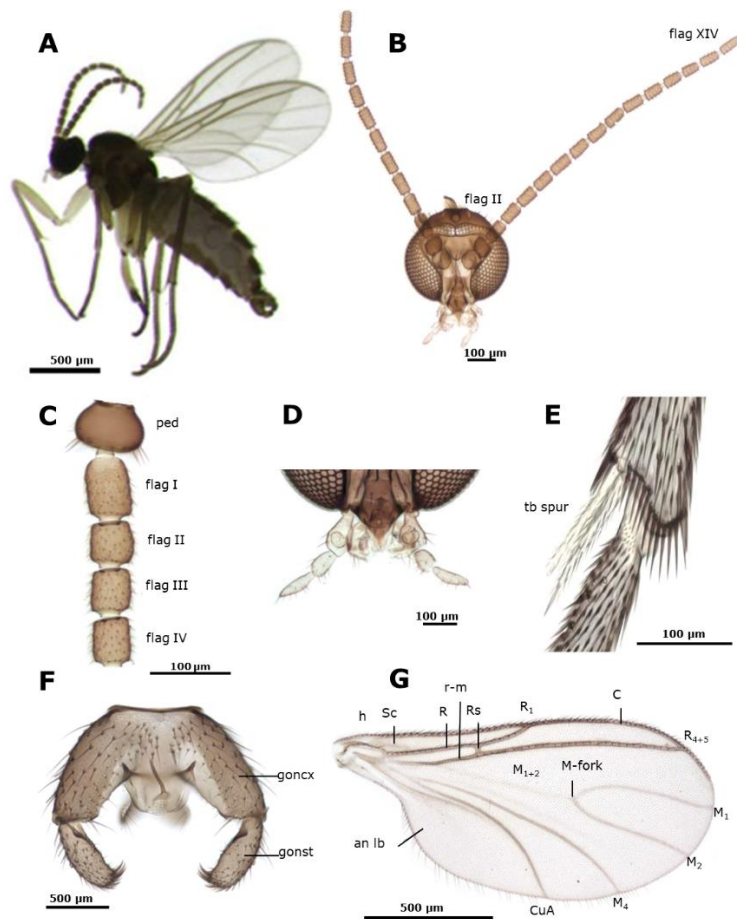 A
B
flag XIV
flag II
500 µm
100 µm
C
D
E
ped
flag I
flag II
flag III
flag IV
tb spur
100 µm
100 µm
100 µm
F
G
r-m
h Sc R Rs R1 C
R4+5
goncx
M1+2
M-fork
M1
gonst
an lb
M2
500 µm
500 µm
CuA
M4